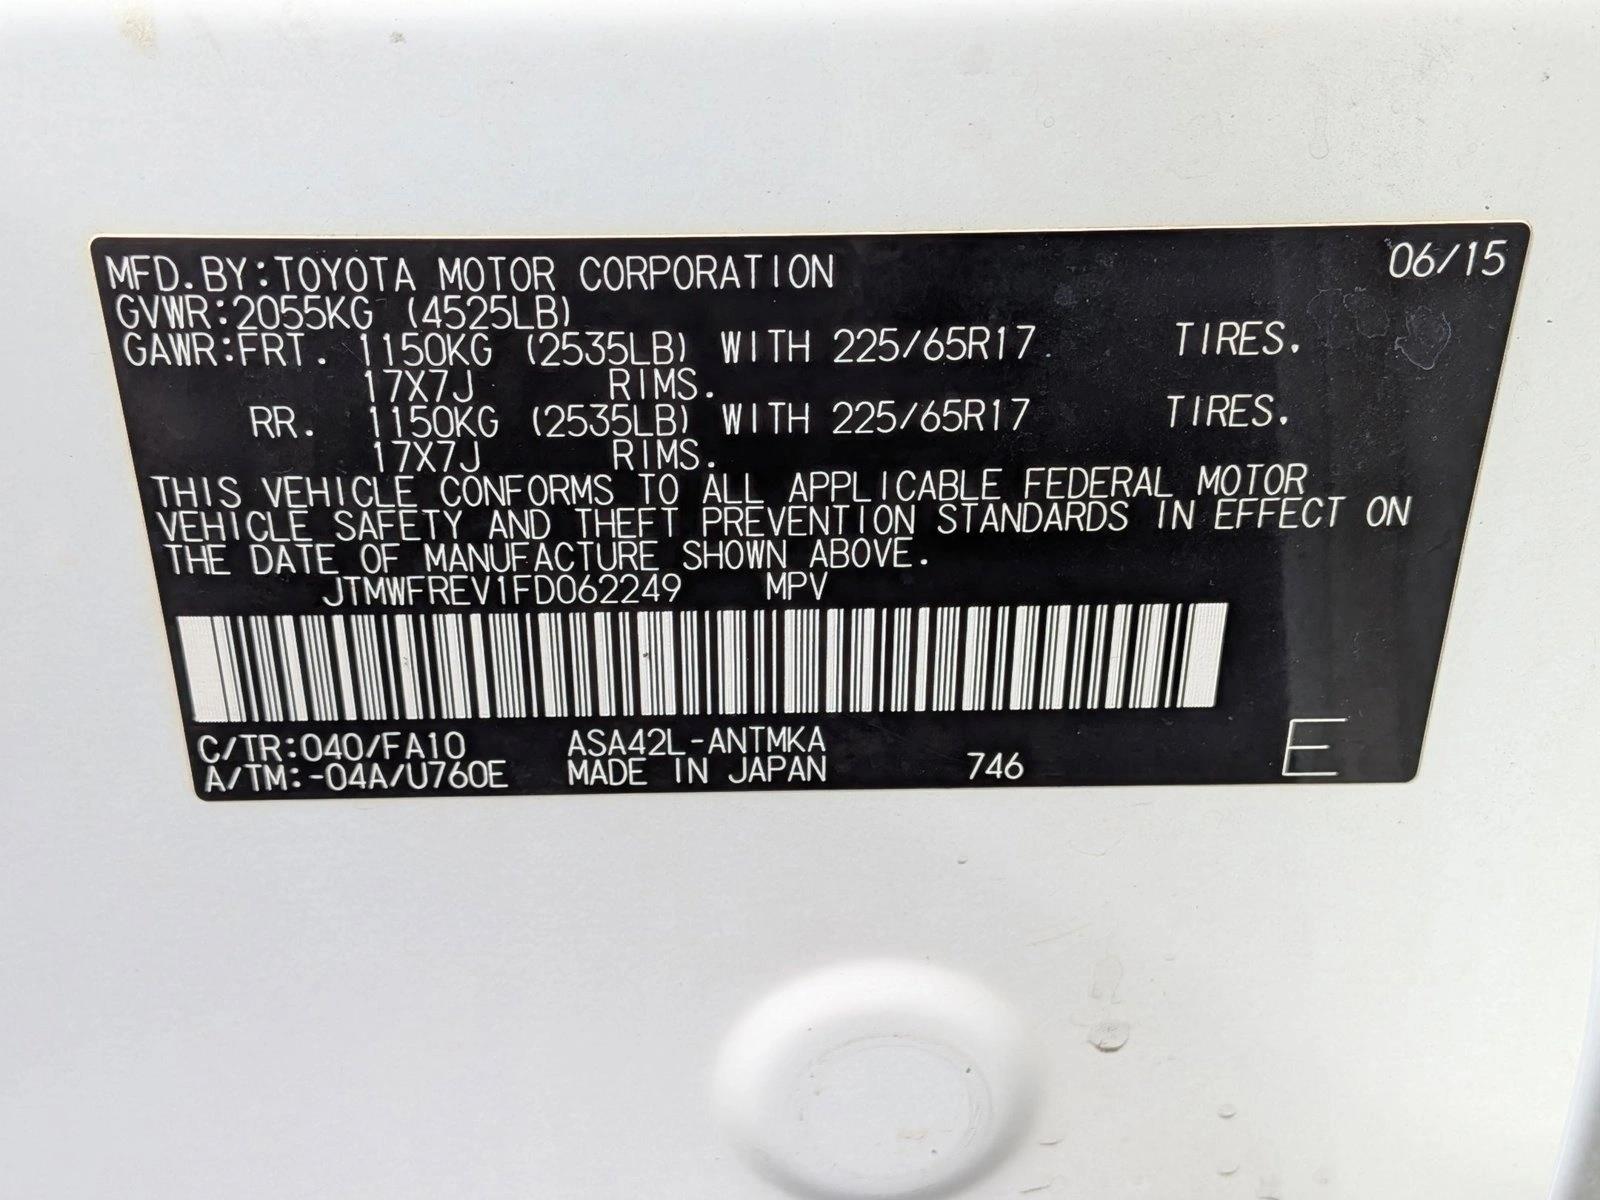 MFD.BY:TOYOTA MOTOR CORPORATION 06/15
GVWR:2055KG (4525LB)
GAWR:FRT. 1150KG (2535LB) WITH 225/65R17 TIRES.
17X7J RIMS.
RR. 1150KG (2535LB) WITH 225/65R17 TIRES.
17X7J RIMS.
THIS VEHICLE CONFORMS TO ALL APPLICABLE FEDERAL MOTOR
VEHICLE SAFETY AND THEFT PREVENTION STANDARDS IN EFFECT ON
THE DATE OF MANUFACTURE SHOWN ABOVE.
JTMWFREV1FD062249 MPV
C/TR:040/FA10 ASA42L-ANTMKA
A/TM:-04A/U760E MADE IN JAPAN 746 E